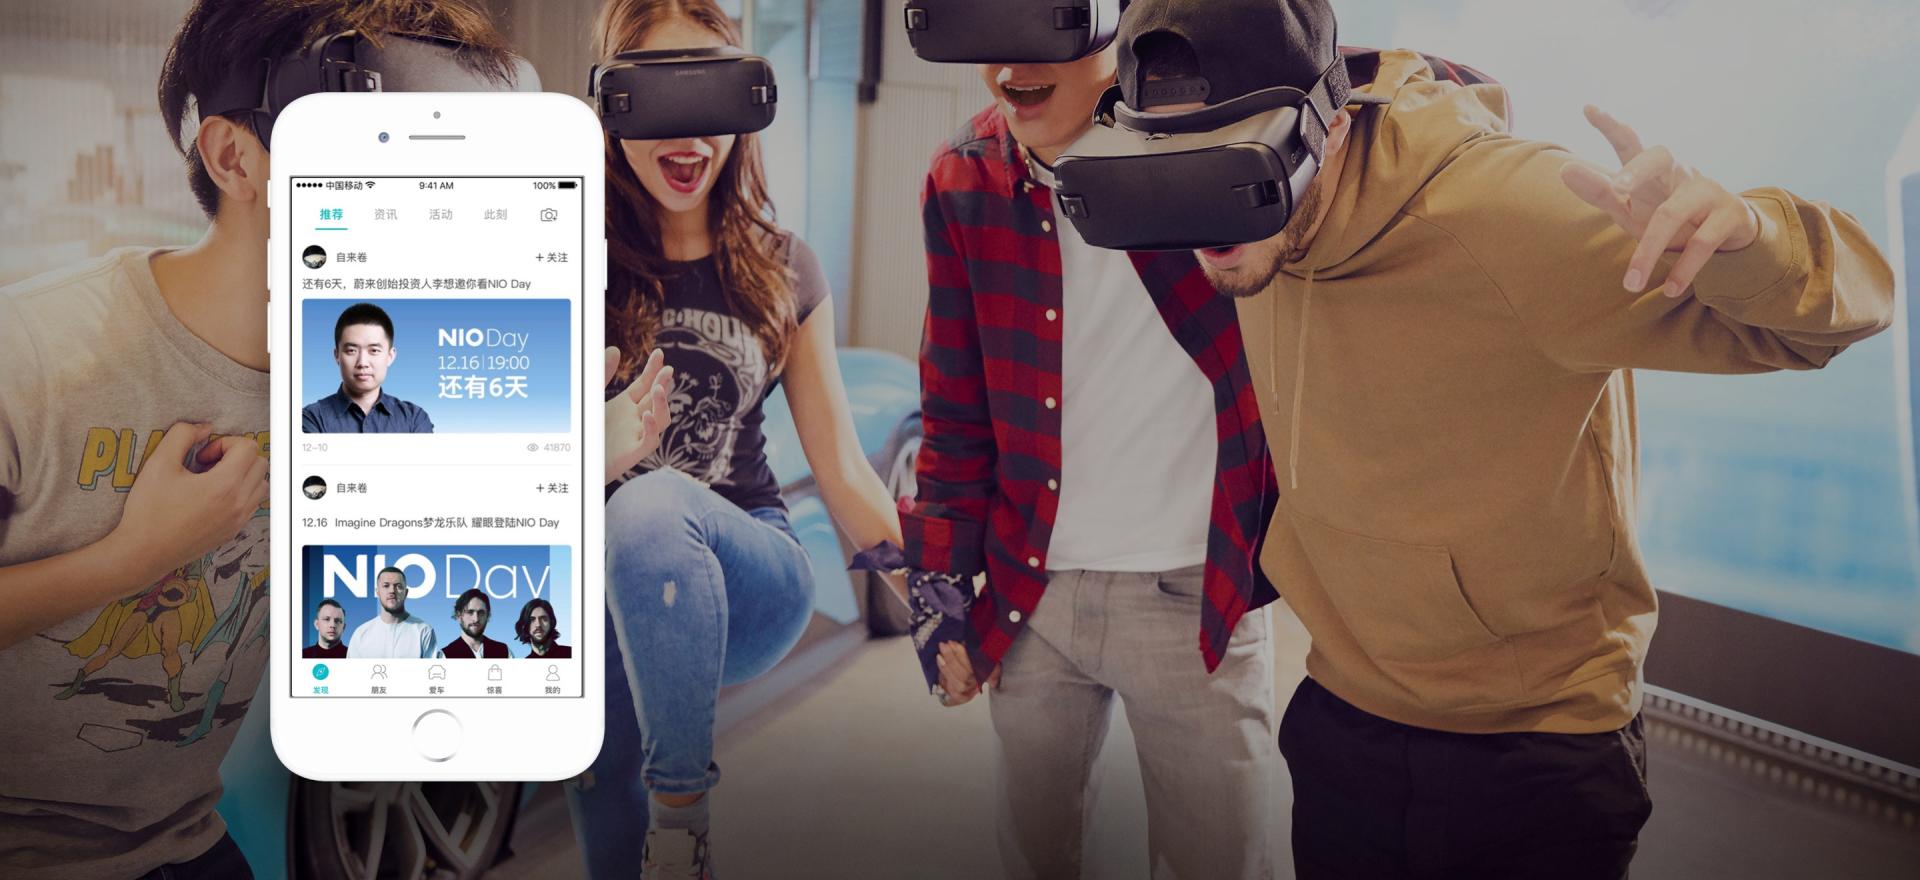 SAMSUNG
中国移动
9:41 AM
100%
推荐 资讯 活动 此刻
自来卷
+ 关注
还有6天，蔚来创始投资人李想邀你看NIO Day
NIO Day
12.16 | 19:00
还有6天
12-10
41870
自来卷
+ 关注
12.16 Imagine Dragons梦龙乐队 耀眼登陆NIO Day
NIO Day
发现 朋友 爱车 惊喜 我的